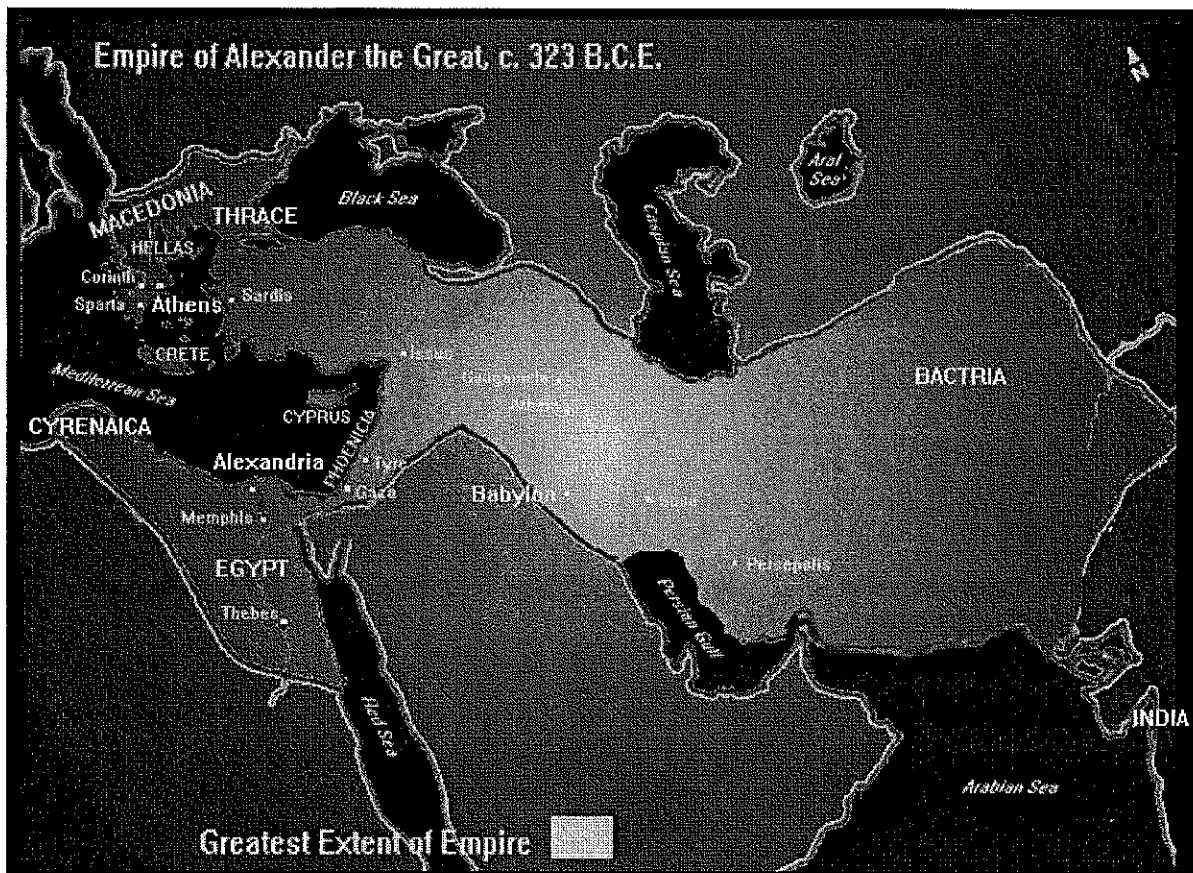 Empire of Alexander the Great, c. 323 B.C.E.
N
Aral
Sea
Black Sea
Caspian Sea
MACEDONIA
THRACE
HELLAS
Corinth
Sparta
Athens
Sardis
CRETE
Issus
Mediterrean Sea
Gaugamela
BACTRIA
CYPRUS
CYRENAICA
PHOENICIA
Alexandria
Tyre
Gaza
Babylon
Susa
Memphis
EGYPT
Persepolis
Thebes
Persian Gulf
Red Sea
INDIA
Arabian Sea
Greatest Extent of Empire